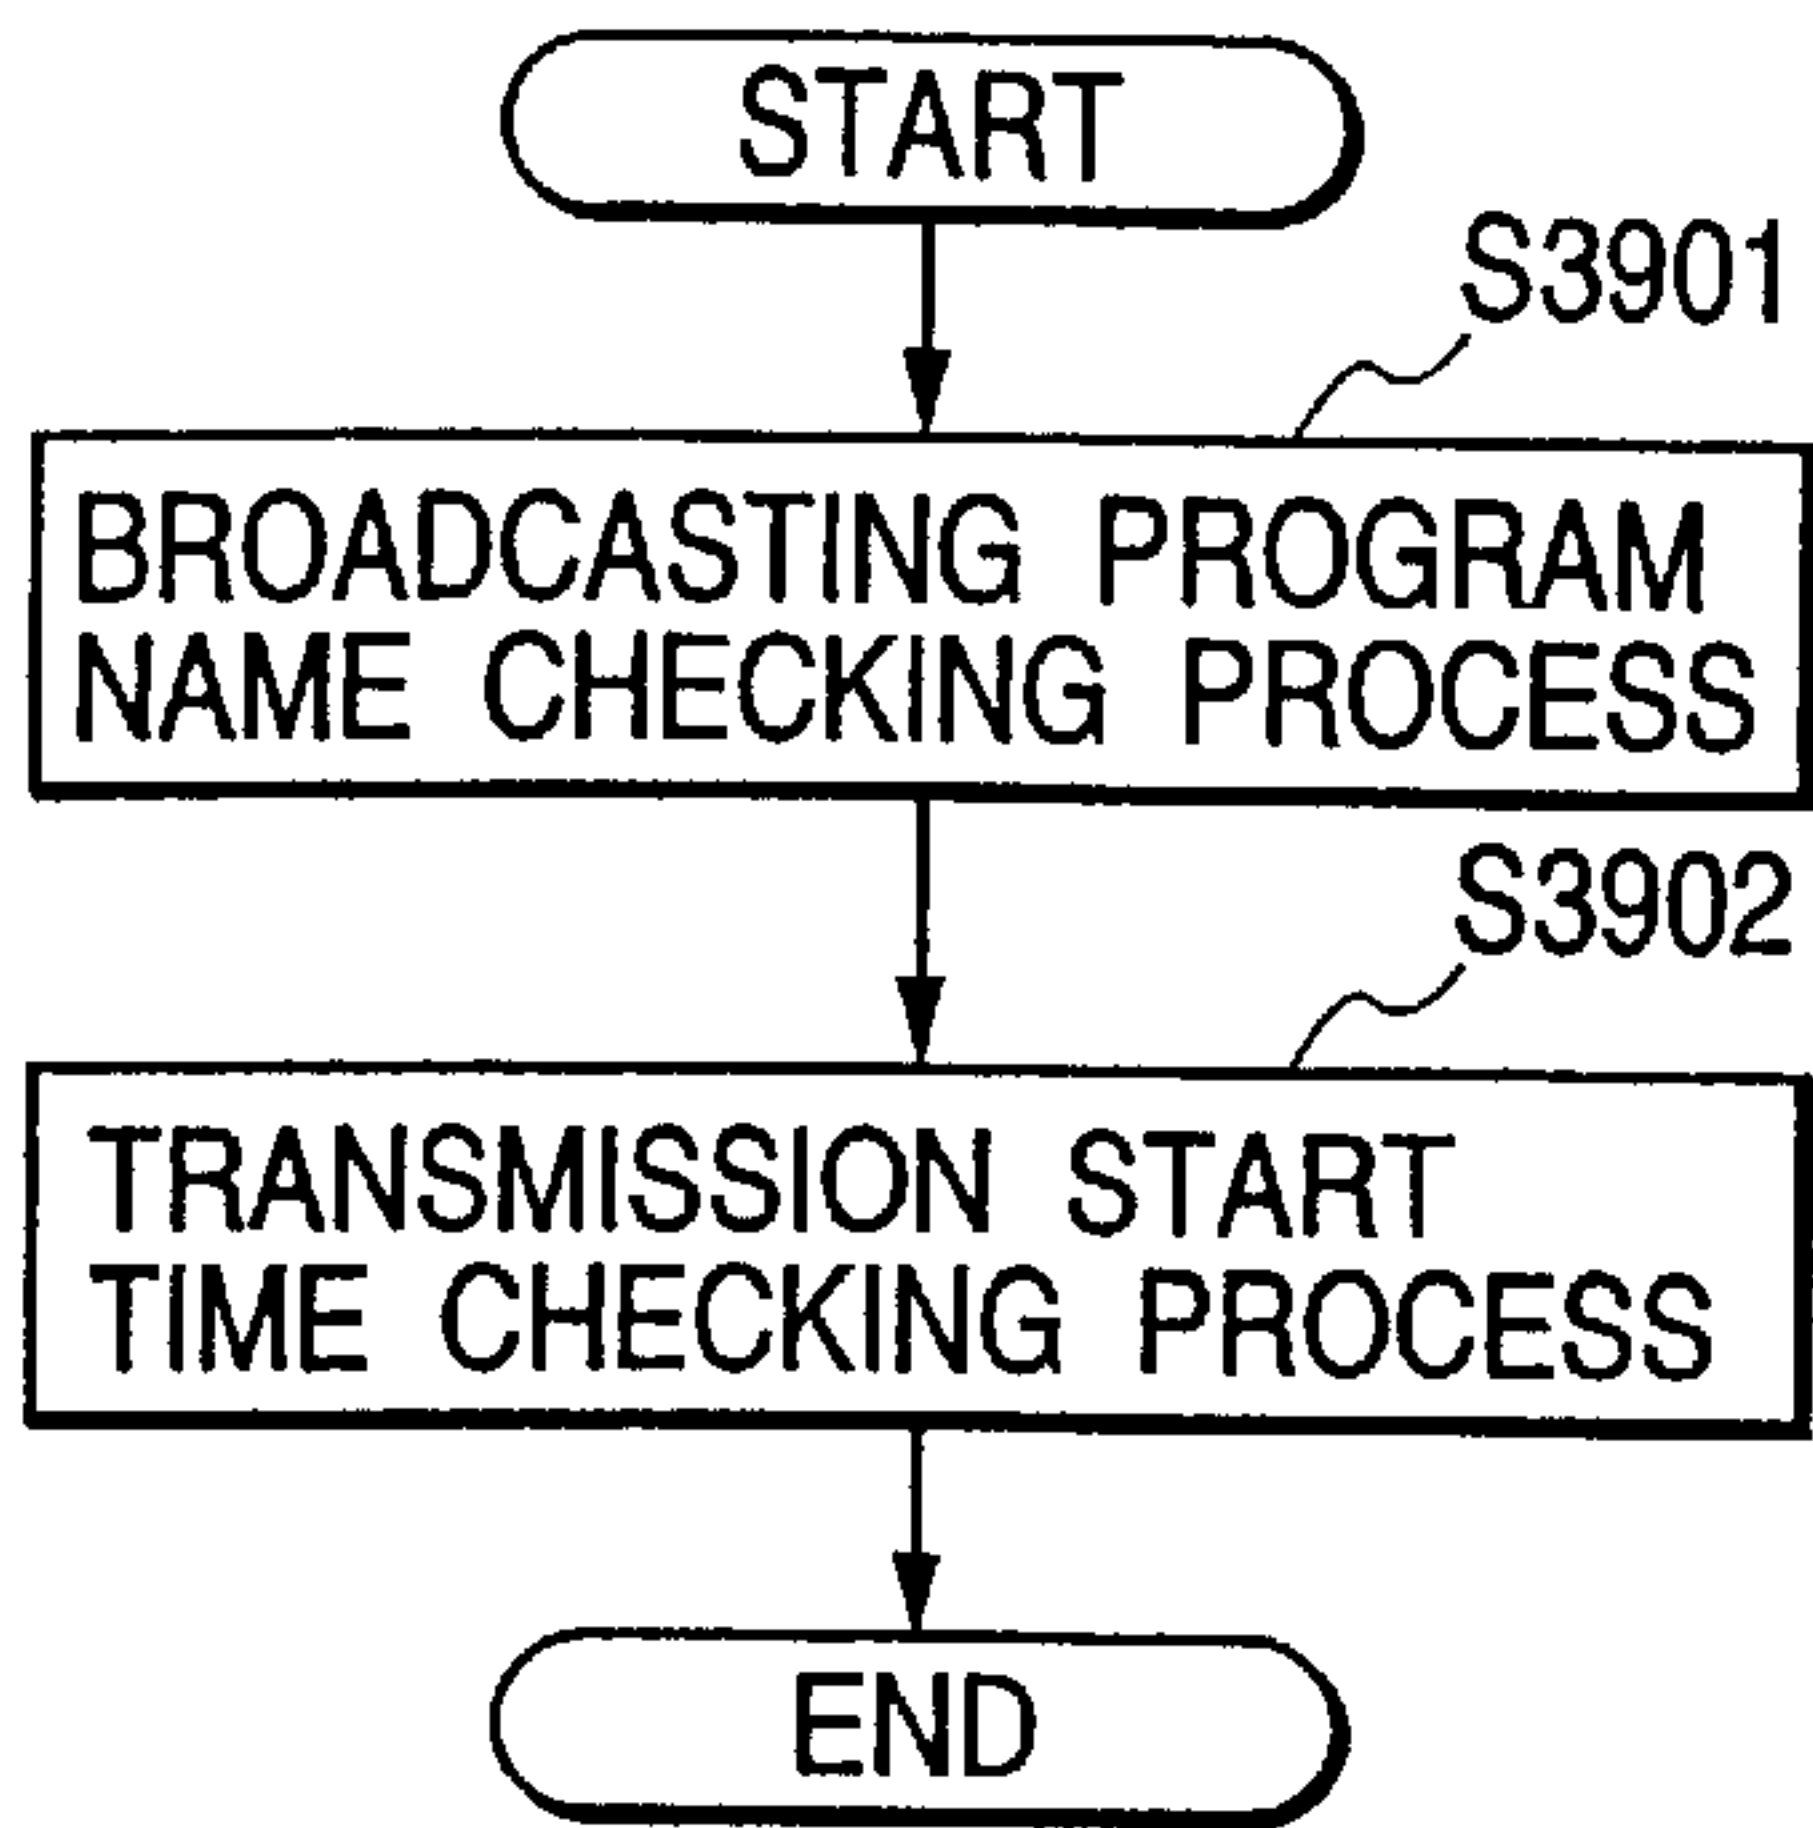 START
S3901
BROADCASTING PROGRAM
NAME CHECKING PROCESS
S3902
TRANSMISSION START
TIME CHECKING PROCESS
END